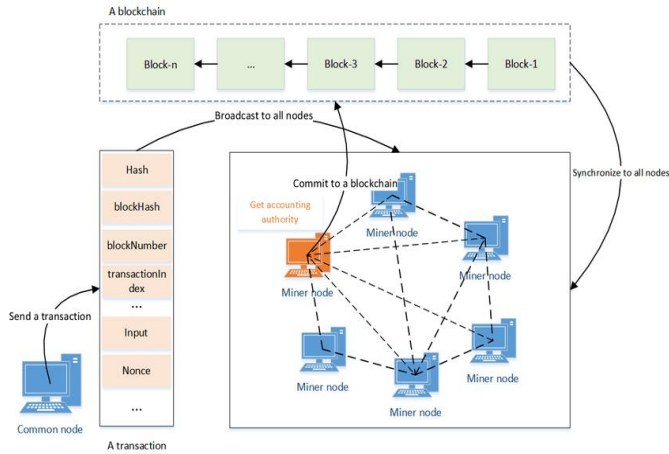 A blockchain
Block-n
...
Block-3
Block-2
Block-1
Broadcast to all nodes
Synchronize to all nodes
Hash
blockHash
blockNumber
transactionIn
dex
...
Input
Nonce
...
A transaction
Send a transaction
Common node
Commit to a blockchain
Get accounting
authority
Miner node
Miner node
Miner node
Miner node
Miner node
Miner node